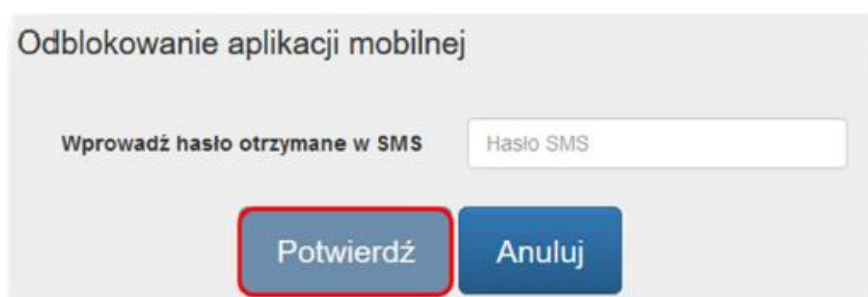 Odblokowanie aplikacji mobilnej
Wprowadź hasło otrzymane w SMS Hasło SMS
Potwierdź Anuluj